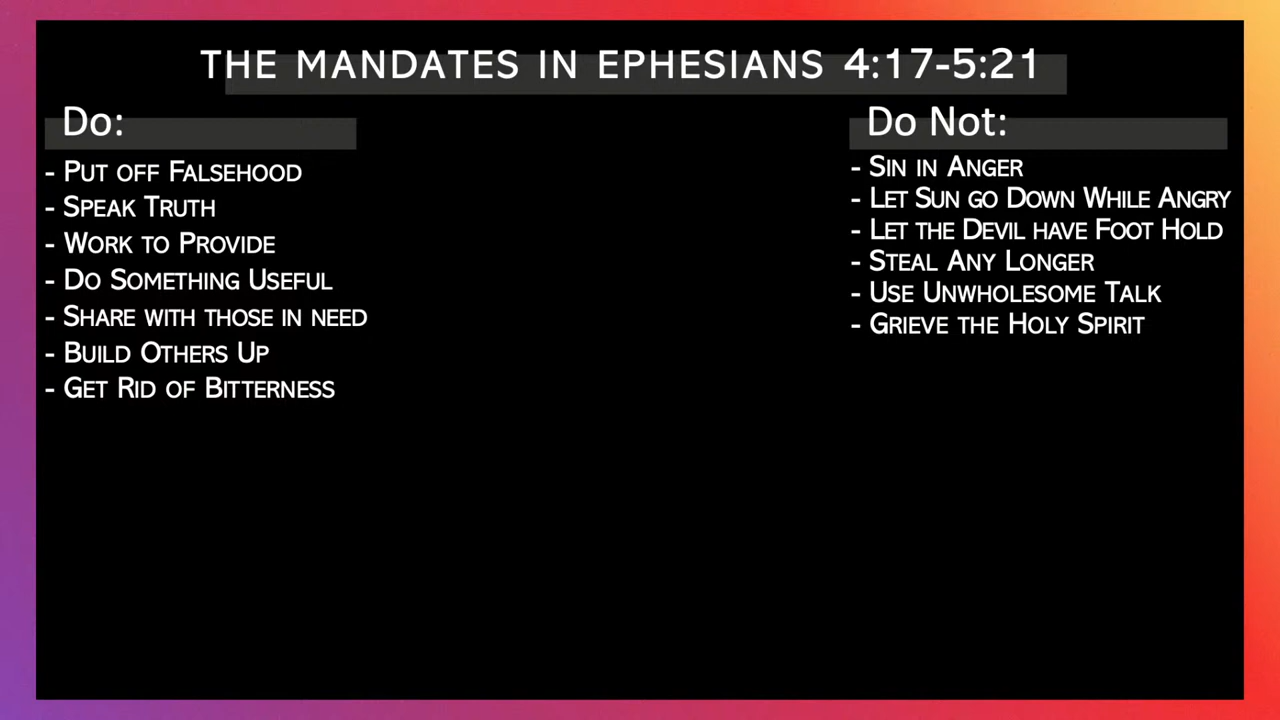 THE MANDATES IN EPHESIANS 4:17-5:21
Do:
- Put off Falsehood
- Speak Truth
- Work to Provide
- Do Something Useful
- Share with those in need
- Build Others Up
- Get Rid of Bitterness
Do Not:
- Sin in Anger
- Let Sun go Down While Angry
- Let the Devil have Foot Hold
- Steal Any Longer
- Use Unwholesome Talk
- Grieve the Holy Spirit